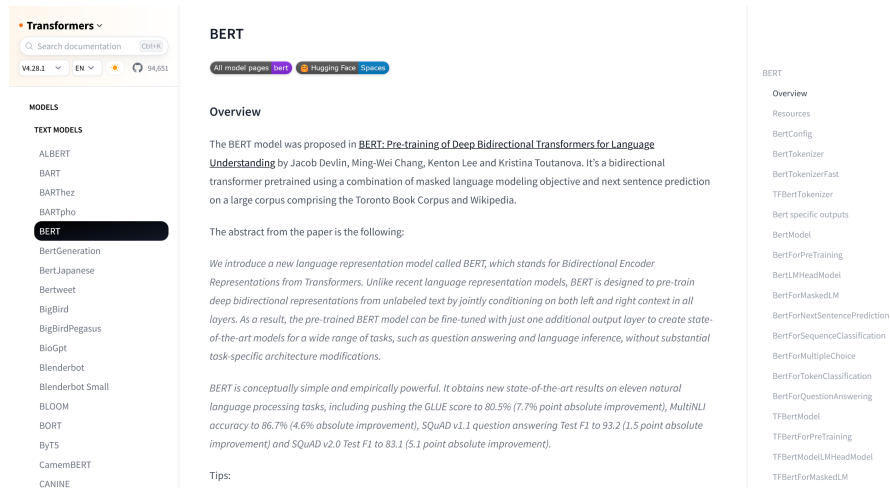 Transformers
Search documentation Ctrl+K
V4.28.1 EN 94,651
MODELS
TEXT MODELS
ALBERT
BART
BARThez
BARTpho
BERT
BertGeneration
BertJapanese
Bertweet
BigBird
BigBirdPegasus
BioGpt
Blenderbot
Blenderbot Small
BLOOM
BORT
ByT5
CamemBERT
CANINE
BERT
All model pages bert Hugging Face Spaces
Overview
The BERT model was proposed in BERT: Pre-training of Deep Bidirectional Transformers for Language
Understanding by Jacob Devlin, Ming-Wei Chang, Kenton Lee and Kristina Toutanova. It’s a bidirectional
transformer pretrained using a combination of masked language modeling objective and next sentence prediction
on a large corpus comprising the Toronto Book Corpus and Wikipedia.
The abstract from the paper is the following:
We introduce a new language representation model called BERT, which stands for Bidirectional Encoder
Representations from Transformers. Unlike recent language representation models, BERT is designed to pre-train
deep bidirectional representations from unlabeled text by jointly conditioning on both left and right context in all
layers. As a result, the pre-trained BERT model can be fine-tuned with just one additional output layer to create state-
of-the-art models for a wide range of tasks, such as question answering and language inference, without substantial
task-specific architecture modifications.
BERT is conceptually simple and empirically powerful. It obtains new state-of-the-art results on eleven natural
language processing tasks, including pushing the GLUE score to 80.5% (7.7% point absolute improvement), MultiNLI
accuracy to 86.7% (4.6% absolute improvement), SQuAD v1.1 question answering Test F1 to 93.2 (1.5 point absolute
improvement) and SQuAD v2.0 Test F1 to 83.1 (5.1 point absolute improvement).
Tips:
BERT
Overview
Resources
BertConfig
BertTokenizer
BertTokenizerFast
TFBertTokenizer
Bert specific outputs
BertModel
BertForPreTraining
BertLMHeadModel
BertForMaskedLM
BertForNextSentencePrediction
BertForSequenceClassification
BertForMultipleChoice
BertForTokenClassification
BertForQuestionAnswering
TFBertModel
TFBertForPreTraining
TFBertModelLMHeadModel
TFBertForMaskedLM